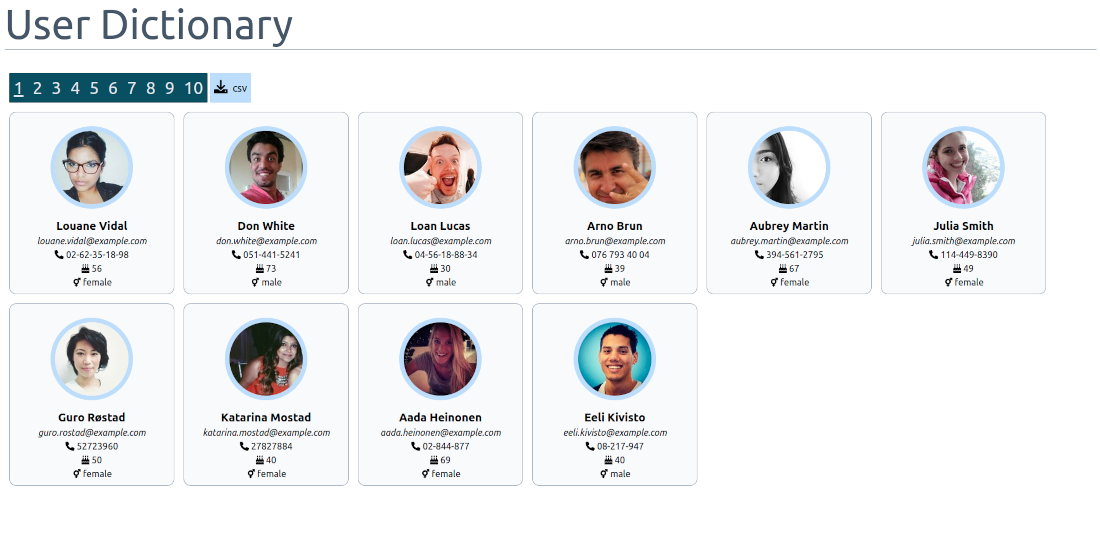 User Dictionary
1 2 3 4 5 6 7 8 9 10 csv
Louane Vidal
louane.vidal@example.com
02-62-35-18-98
56
female
Don White
don.white@example.com
051-441-5241
73
male
Loan Lucas
loan.lucas@example.com
04-56-18-88-34
30
male
Arno Brun
arno.brun@example.com
076 793 40 04
39
male
Aubrey Martin
aubrey.martin@example.com
394-561-2795
67
female
Julia Smith
julia.smith@example.com
114-449-8390
49
female
Guro Røstad
guro.rostad@example.com
52723960
50
female
Katarina Mostad
katarina.mostad@example.com
27827884
40
female
Aada Heinonen
aada.heinonen@example.com
02-844-877
69
female
Eeli Kivisto
eeli.kivisto@example.com
08-217-947
40
male